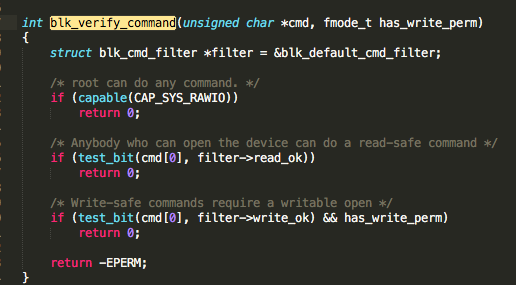 int blk_verify_command(unsigned char *cmd, fmode_t has_write_perm)
{
struct blk_cmd_filter *filter = &blk_default_cmd_filter;
/* root can do any command. */
if (capable(CAP_SYS_RAWIO))
return 0;
/* Anybody who can open the device can do a read-safe command */
if (test_bit(cmd[0], filter->read_ok))
return 0;
/* Write-safe commands require a writable open */
if (test_bit(cmd[0], filter->write_ok) && has_write_perm)
return 0;
return -EPERM;
}